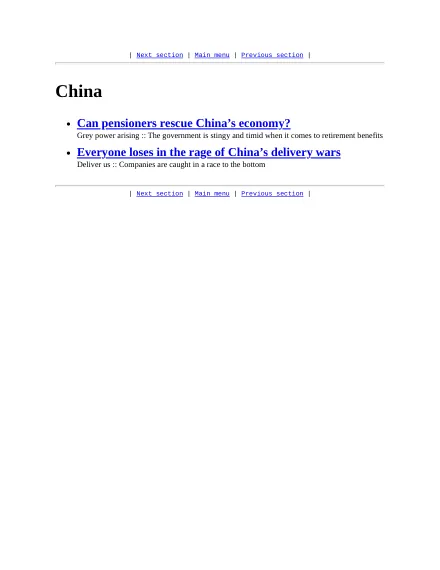 | Next section | Main menu | Previous section |
China
• Can pensioners rescue China’s economy?
Grey power arising :: The government is stingy and timid when it comes to retirement benefits
• Everyone loses in the rage of China’s delivery wars
Deliver us :: Companies are caught in a race to the bottom
| Next section | Main menu | Previous section |